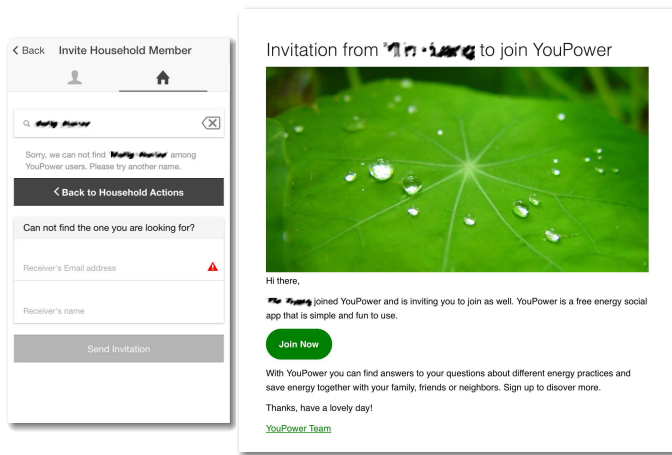 Back Invite Household Member
Sorry, we can not find among
YouPower users. Please try another name.
Back to Household Actions
Can not find the one you are looking for?
Receiver's Email address
Receiver's name
Send Invitation
Invitation from to join YouPower
Hi there,
joined YouPower and is inviting you to join as well. YouPower is a free energy social
app that is simple and fun to use.
Join Now
With YouPower you can find answers to your questions about different energy practices and
save energy together with your family, friends or neighbors. Sign up to disover more.
Thanks, have a lovely day!
YouPower Team